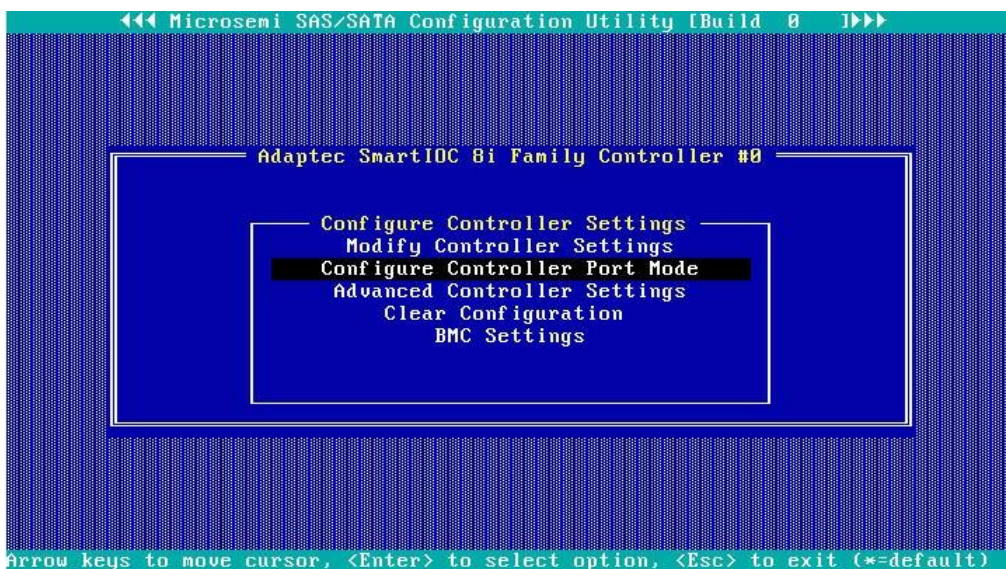 ◄◄◄ Microsemi SAS/SATA Configuration Utility [Build 0 ]►►►
Adaptec SmartIOC 8i Family Controller #0
Configure Controller Settings
Modify Controller Settings
Configure Controller Port Mode
Advanced Controller Settings
Clear Configuration
BMC Settings
Arrow keys to move cursor, <Enter> to select option, <Esc> to exit (*=default)